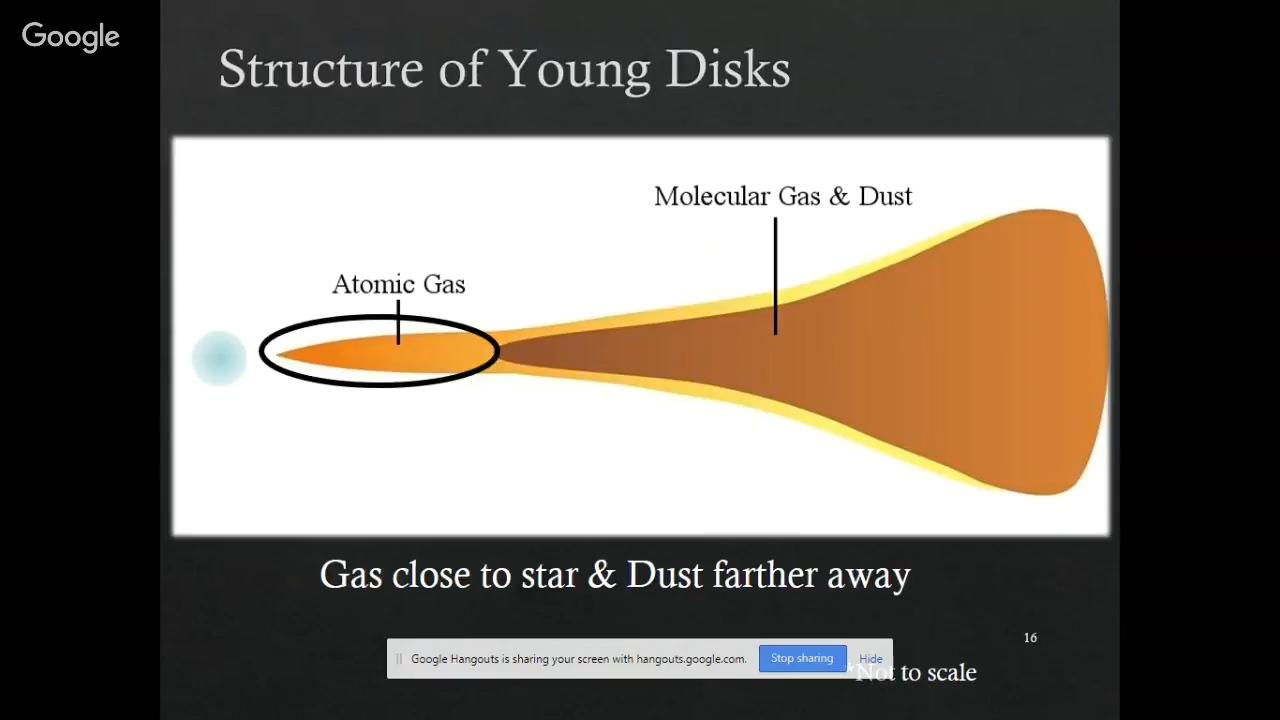 Google
Structure of Young Disks
Molecular Gas & Dust
Atomic Gas
Gas close to star & Dust farther away
16
Google Hangouts is sharing your screen with hangouts.google.com.
Stop sharing
Hide
*Not to scale